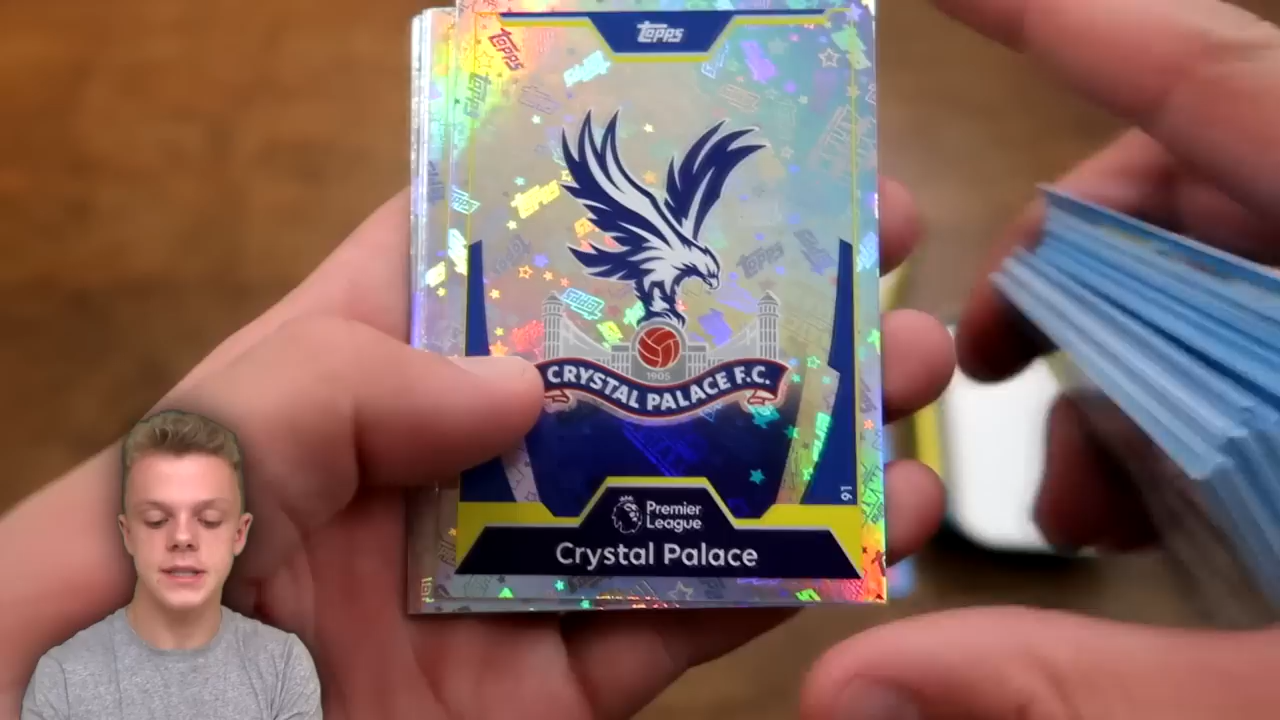 Topps
CRYSTAL PALACE F.C.
1905
91
Premier
League
Crystal Palace